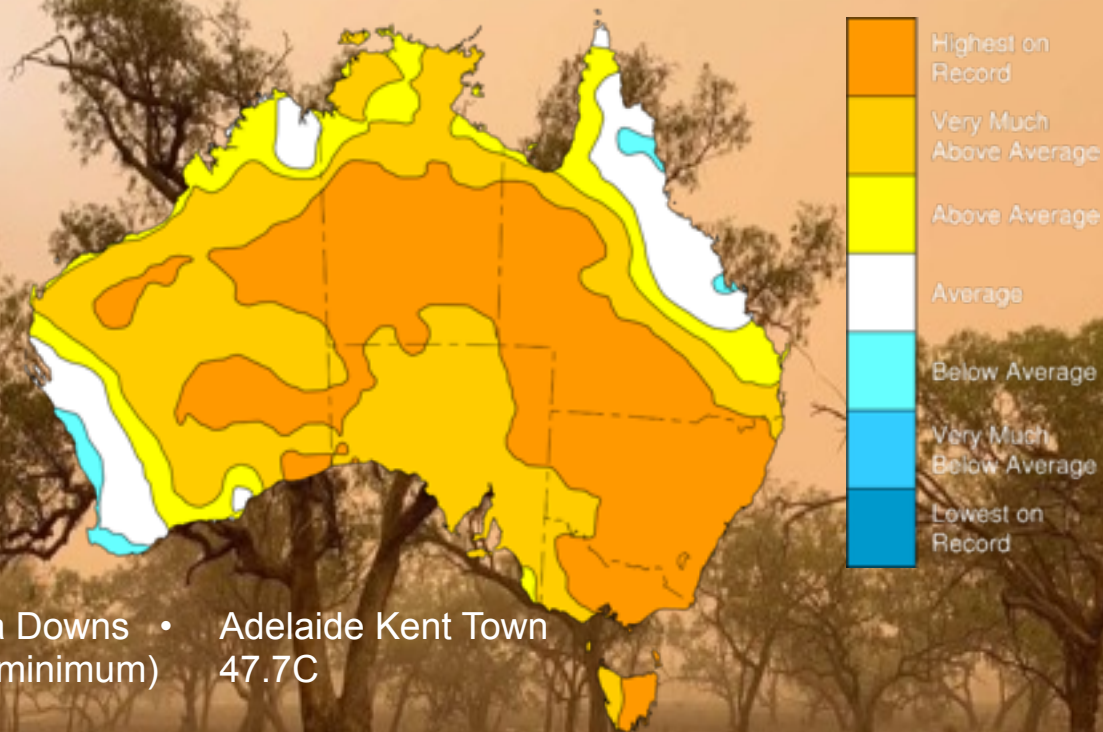 Highest on
Record
Very Much
Above Average
Above Average
Average
Below Average
Very Much
Below Average
Lowest on
Record
a Downs • Adelaide Kent Town
minimum) 47.7C